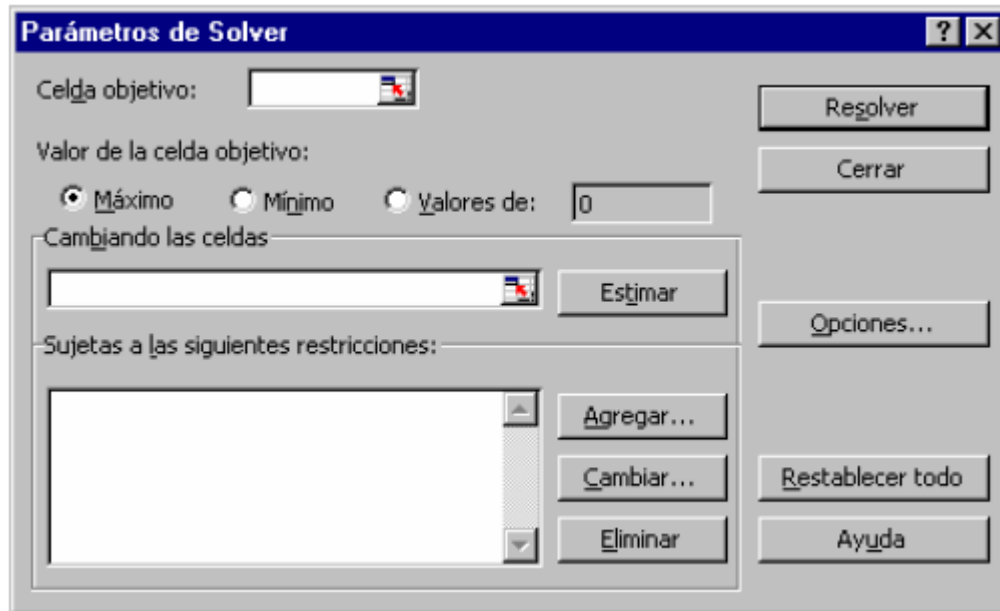 Parámetros de Solver
Celda objetivo:
Resolver
Valor de la celda objetivo:
Cerrar
Máximo Mínimo Valores de: 0
Cambiando las celdas
Estimar
Opciones...
Sujetas a las siguientes restricciones:
Agregar...
Cambiar...
Restablecer todo
Eliminar
Ayuda